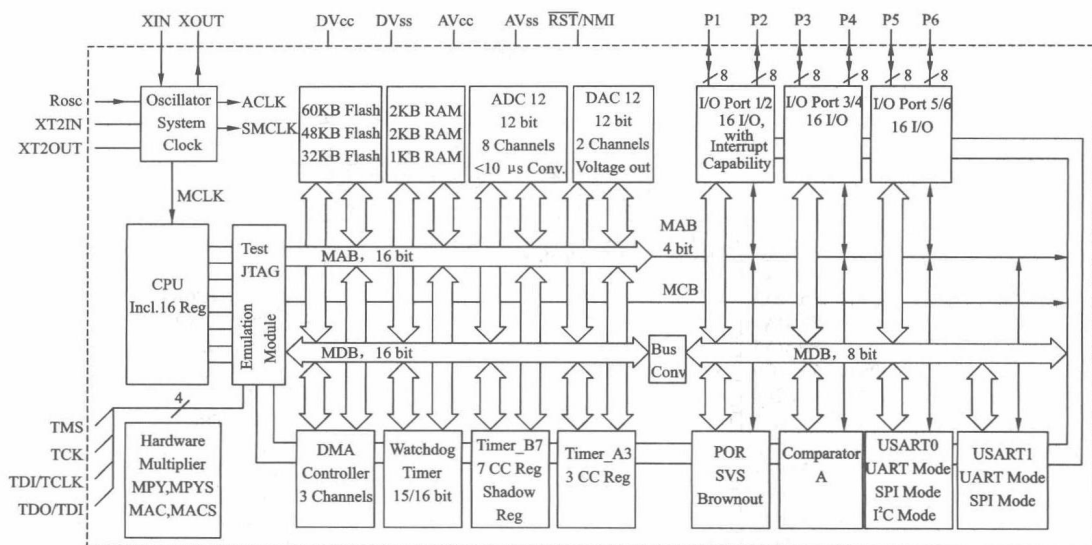 XIN XOUT DVcc DVss AVcc AVss RST/NMI P1 P2 P3 P4 P5 P6
8 8 8 8 8 8
Rosc
XT2IN
XT2OUT
Oscillator
System
Clock
ACLK
SMCLK
MCLK
60KB Flash
48KB Flash
32KB Flash
2KB RAM
2KB RAM
1KB RAM
ADC 12
12 bit
8 Channels
<10 μs Conv.
DAC 12
12 bit
2 Channels
Voltage out
I/O Port 1/2
16 I/O,
with
Interrupt
Capability
I/O Port 3/4
16 I/O
I/O Port 5/6
16 I/O
CPU
Incl.16 Reg
Test
JTAG
Emulation
Module
MAB, 16 bit
MAB
4 bit
MCB
MDB, 16 bit
Bus
Conv
MDB, 8 bit
4
TMS
TCK
TDI/TCLK
TDO/TDI
Hardware
Multiplier
MPY,MPYS
MAC,MACS
DMA
Controller
3 Channels
Watchdog
Timer
15/16 bit
Timer_B7
7 CC Reg
Shadow
Reg
Timer_A3
3 CC Reg
POR
SVS
Brownout
Comparator
A
USART0
UART Mode
SPI Mode
I²C Mode
USART1
UART Mode
SPI Mode